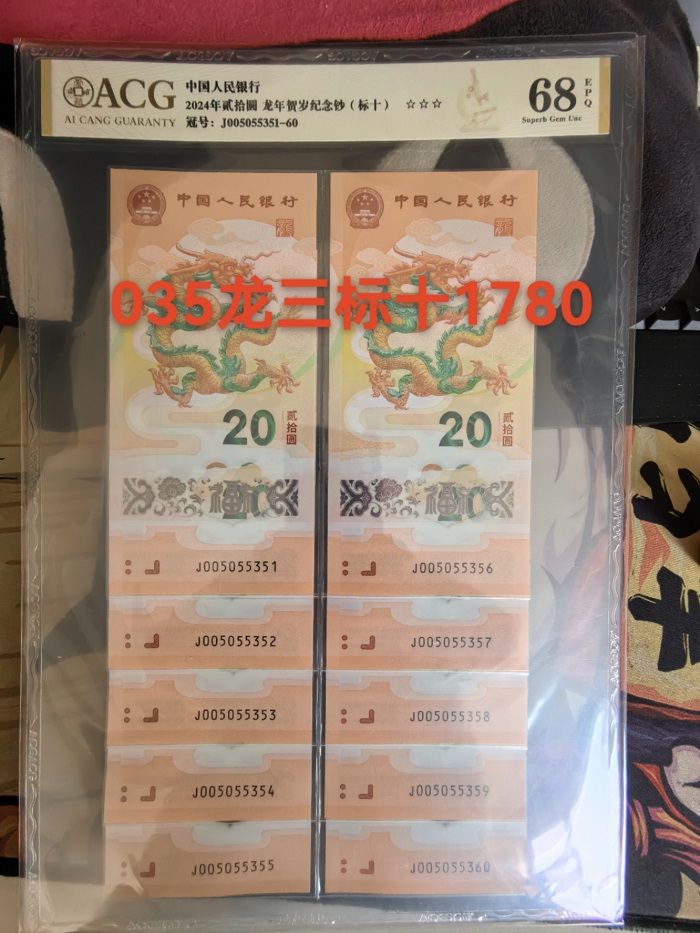 ACG
AI CANG GUARANTY
中国人民银行
2024年贰拾圆 龙年贺岁纪念钞（标十） ☆☆☆
冠号：J005055351-60
68
EPQ
Superb Gem Unc
中国人民银行
中国人民银行
035龙三标十1780
20
贰拾圆
20
贰拾圆
J005055351
J005055356
J005055352
J005055357
J005055353
J005055358
J005055354
J005055359
J005055355
J005055360